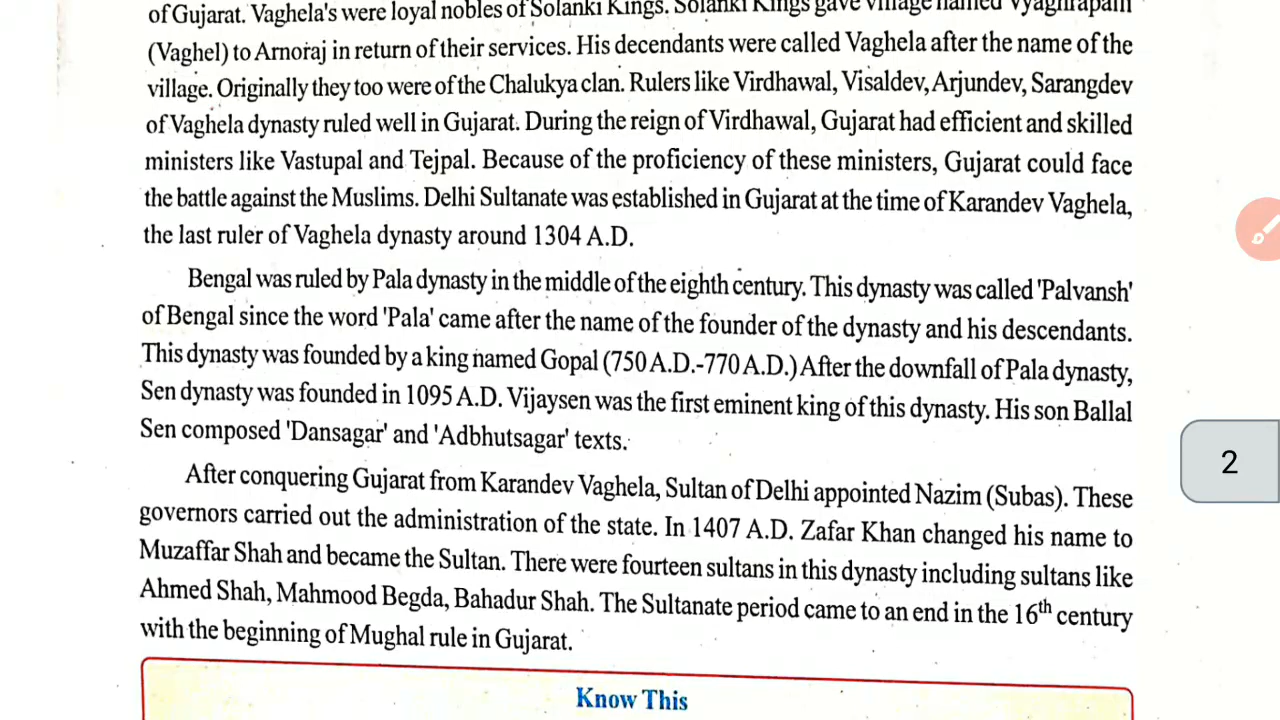 of Gujarat. Vaghela's were loyal nobles of Solanki Kings. Solanki Kings gave village named Vyaghrapalli
(Vaghel) to Arnoraj in return of their services. His decendants were called Vaghela after the name of the
village. Originally they too were of the Chalukya clan. Rulers like Virdhawal, Visaldev, Arjundev, Sarangdev
of Vaghela dynasty ruled well in Gujarat. During the reign of Virdhawal, Gujarat had efficient and skilled
ministers like Vastupal and Tejpal. Because of the proficiency of these ministers, Gujarat could face
the battle against the Muslims. Delhi Sultanate was established in Gujarat at the time of Karandev Vaghela,
the last ruler of Vaghela dynasty around 1304 A.D.
Bengal was ruled by Pala dynasty in the middle of the eighth century. This dynasty was called 'Palvansh'
of Bengal since the word 'Pala' came after the name of the founder of the dynasty and his descendants.
This dynasty was founded by a king named Gopal (750 A.D.-770 A.D.) After the downfall of Pala dynasty,
Sen dynasty was founded in 1095 A.D. Vijaysen was the first eminent king of this dynasty. His son Ballal
Sen composed 'Dansagar' and 'Adbhutsagar' texts.
After conquering Gujarat from Karandev Vaghela, Sultan of Delhi appointed Nazim (Subas). These
governors carried out the administration of the state. In 1407 A.D. Zafar Khan changed his name to
Muzaffar Shah and became the Sultan. There were fourteen sultans in this dynasty including sultans like
Ahmed Shah, Mahmood Begda, Bahadur Shah. The Sultanate period came to an end in the 16th century
with the beginning of Mughal rule in Gujarat.
Know This
2